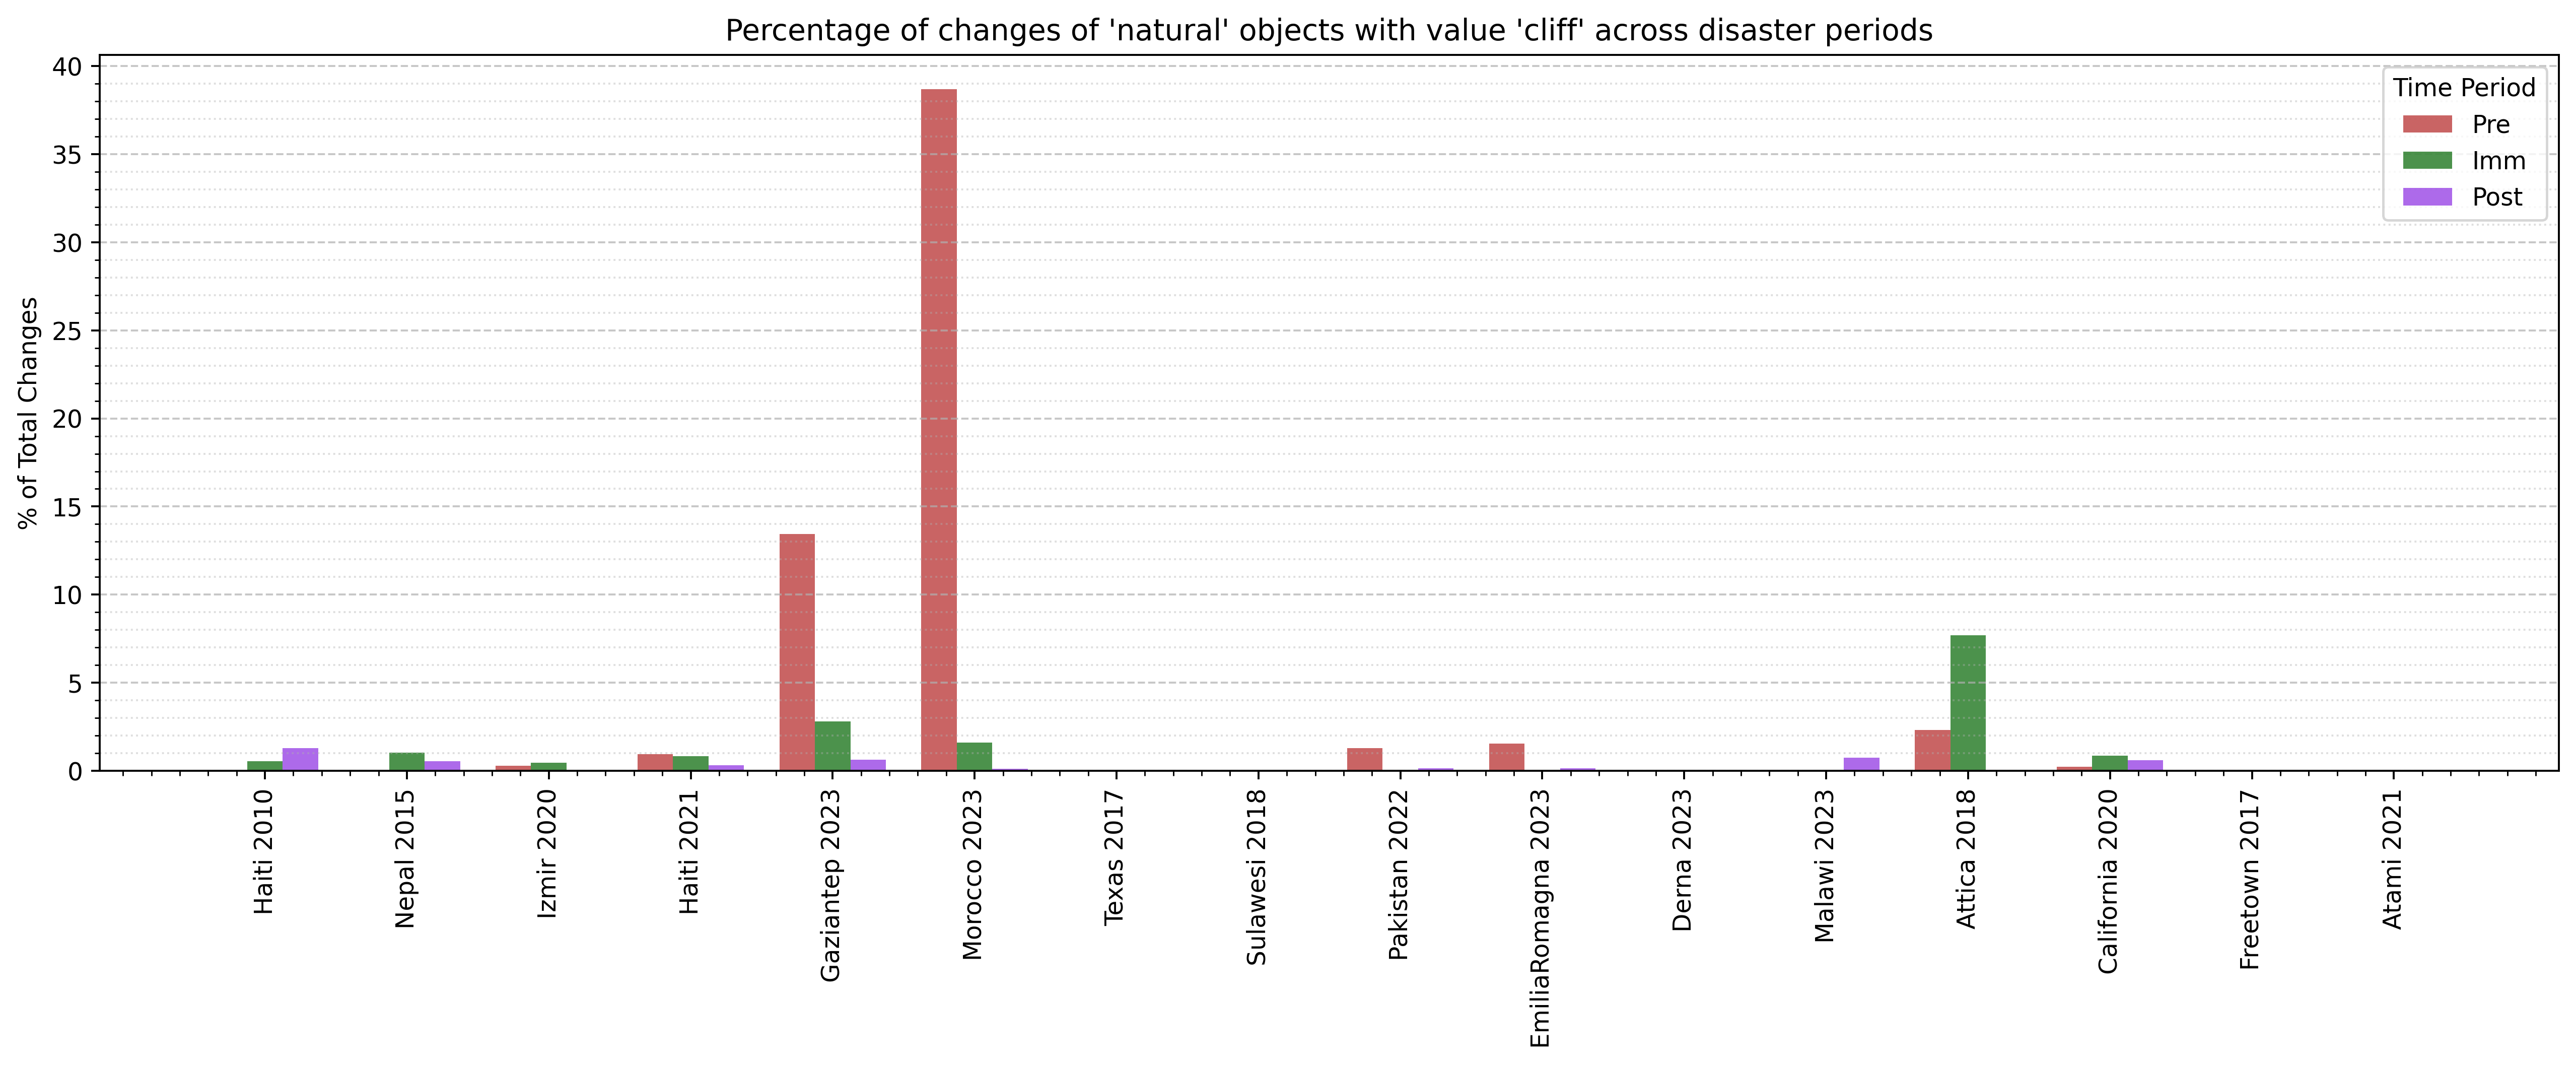 Percentage of changes of 'natural' objects with value 'cliff' across disaster periods
% of Total Changes
40
35
30
25
20
15
10
5
0
Time Period
Pre
Imm
Post
Haiti 2010
Nepal 2015
Izmir 2020
Haiti 2021
Gaziantep 2023
Morocco 2023
Texas 2017
Sulawesi 2018
Pakistan 2022
EmiliaRomagna 2023
Derna 2023
Malawi 2023
Attica 2018
California 2020
Freetown 2017
Atami 2021